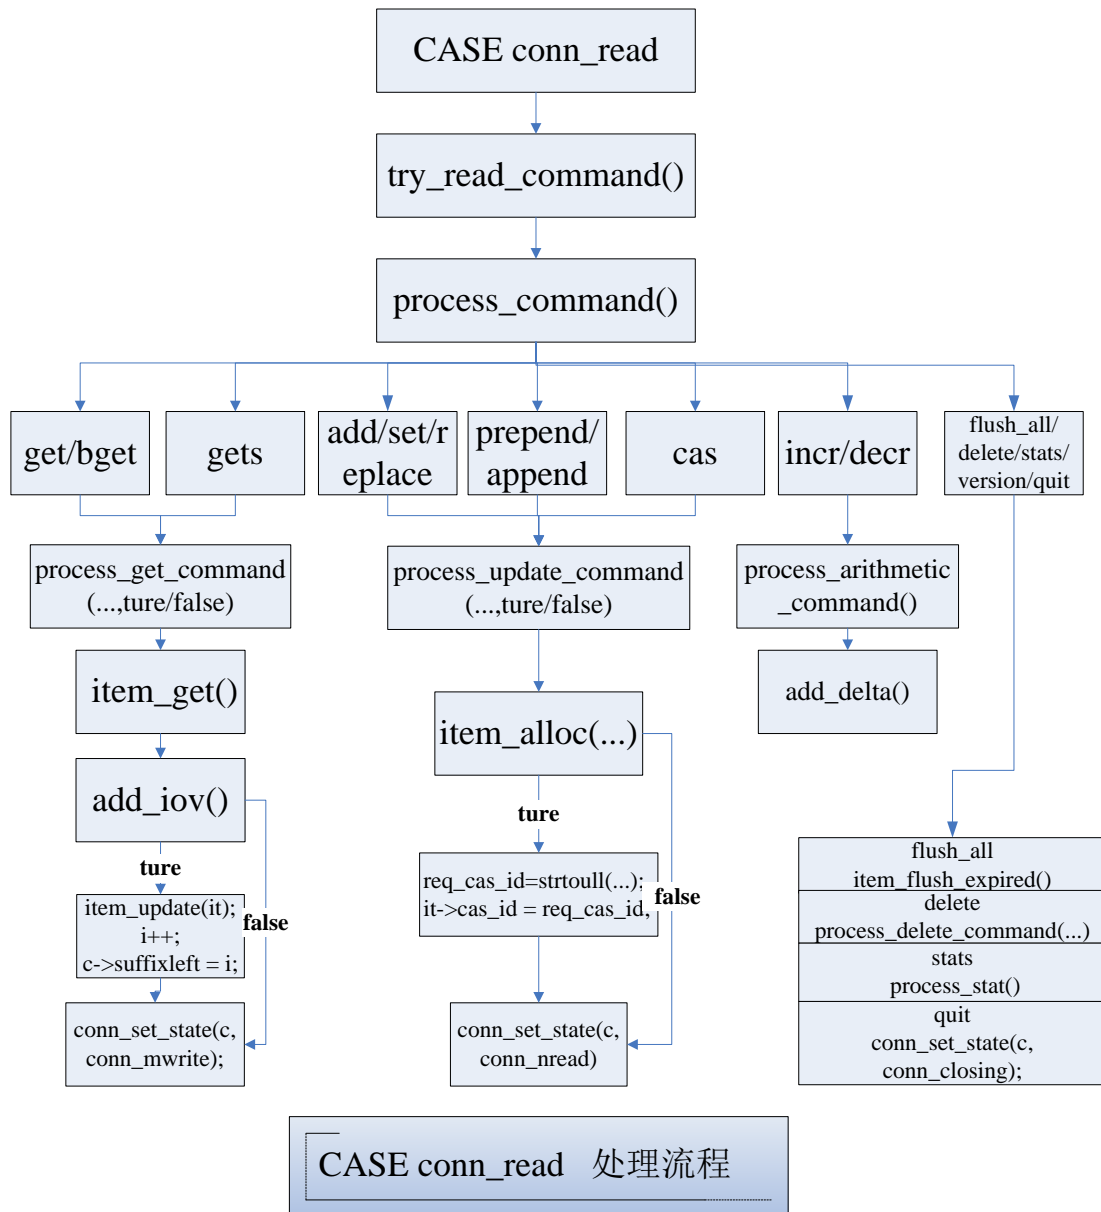 CASE conn_read
try_read_command()
process_command()
get/bget
gets
add/set/r
eplace
prepend/
append
cas
incr/decr
flush_all/
delete/stats/
version/quit
process_get_command
(...,ture/false)
process_update_command
(...,ture/false)
process_arithmetic
_command()
item_get()
item_alloc(...)
add_delta()
add_iov()
ture
false
ture
false
item_update(it);
i++;
c->suffixleft = i;
req_cas_id=strtoull(...);
it->cas_id = req_cas_id;
conn_set_state(c,
conn_mwrite);
conn_set_state(c,
conn_nread)
flush_all
item_flush_expired()
delete
process_delete_command(...)
stats
process_stat()
quit
conn_set_state(c,
conn_closing);
CASE conn_read 处理流程